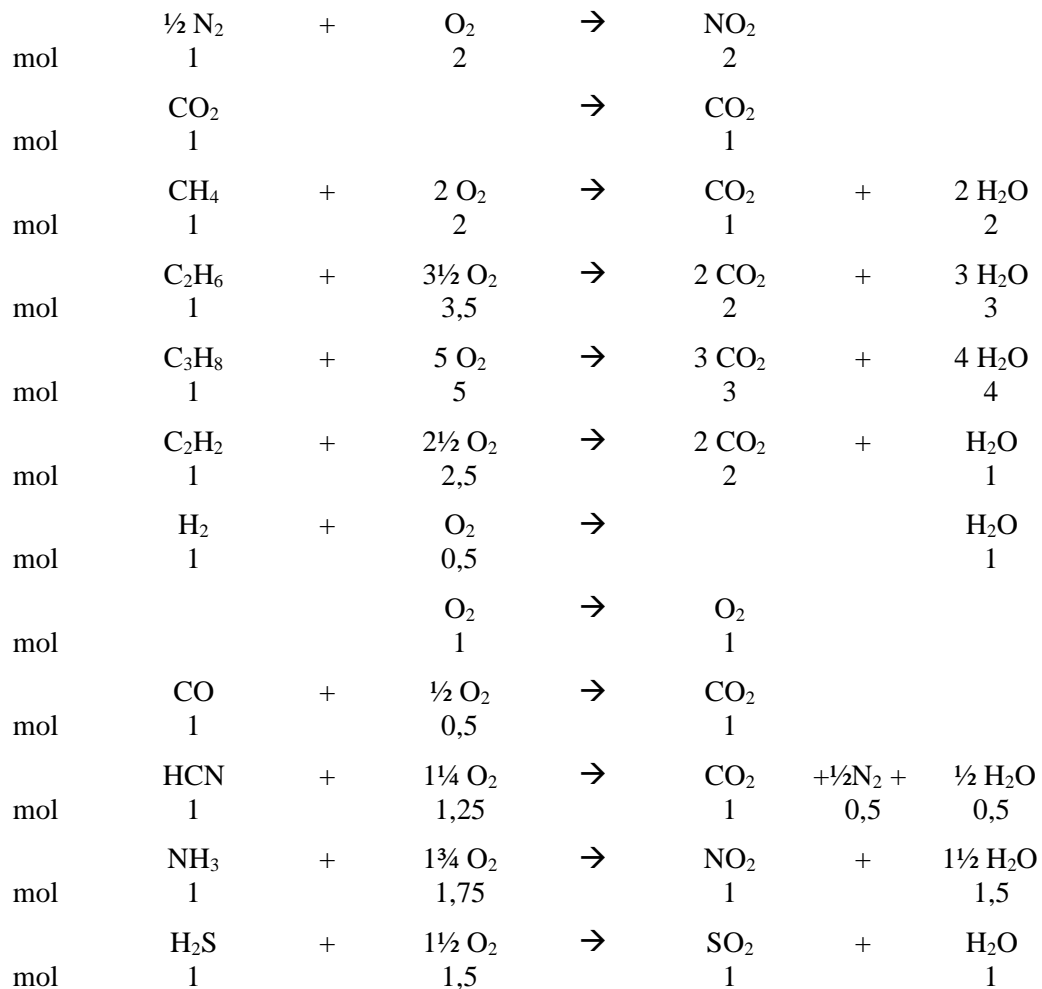 ½ N₂ + O₂ → NO₂
mol 1 2 2
CO₂ → CO₂
mol 1 1
CH₄ + 2 O₂ → CO₂ + 2 H₂O
mol 1 2 1 2
C₂H₆ + 3½ O₂ → 2 CO₂ + 3 H₂O
mol 1 3,5 2 3
C₃H₈ + 5 O₂ → 3 CO₂ + 4 H₂O
mol 1 5 3 4
C₂H₂ + 2½ O₂ → 2 CO₂ + H₂O
mol 1 2,5 2 1
H₂ + O₂ → H₂O
mol 1 0,5 1
O₂ → O₂
mol 1 1
CO + ½ O₂ → CO₂
mol 1 0,5 1
HCN + 1¼ O₂ → CO₂ +½N₂ + ½ H₂O
mol 1 1,25 1 0,5 0,5
NH₃ + 1¾ O₂ → NO₂ + 1½ H₂O
mol 1 1,75 1 1,5
H₂S + 1½ O₂ → SO₂ + H₂O
mol 1 1,5 1 1